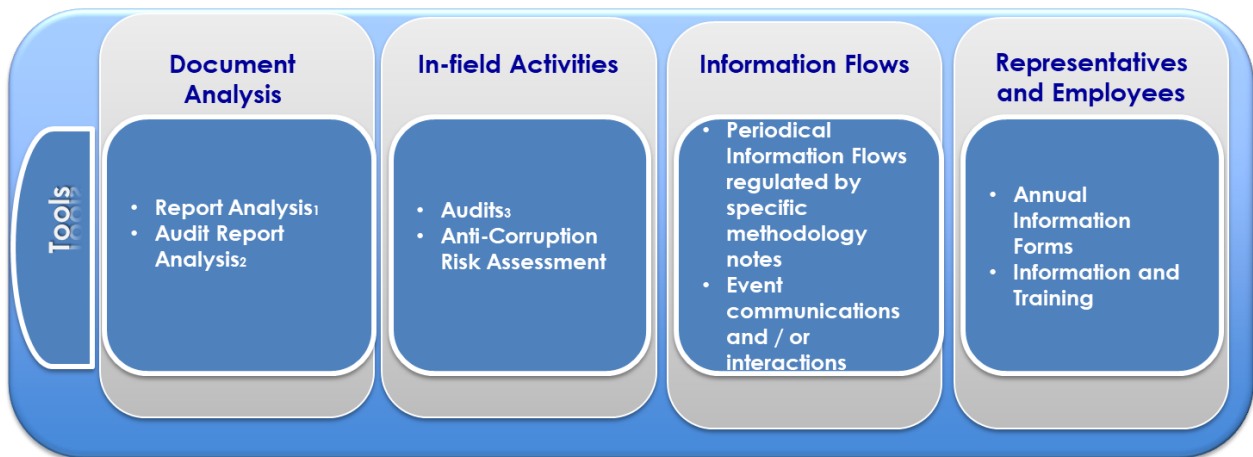 Document
Analysis
In-field Activities
Information Flows
Representatives
and Employees
Tools
• Report Analysis1
• Audit Report
Analysis2
• Audits3
• Anti-Corruption
Risk Assessment
• Periodical
Information Flows
regulated by
specific
methodology
notes
• Event
communications
and / or
interactions
• Annual
Information
Forms
• Information and
Training